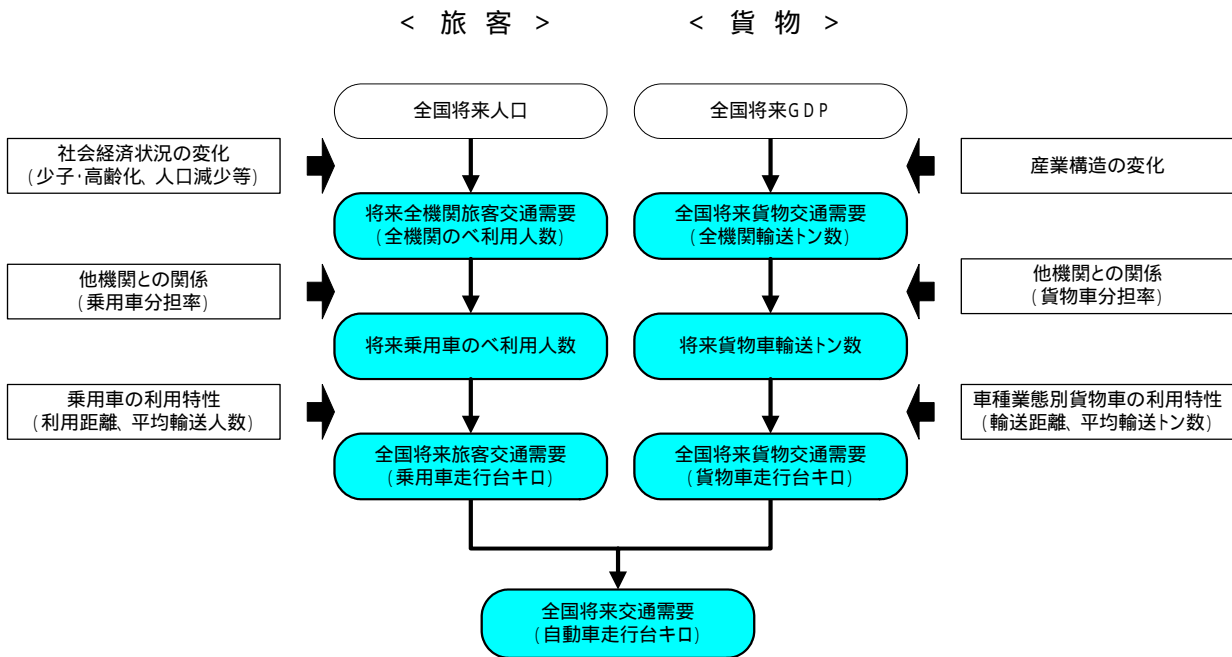 < 旅 客 >
< 貨 物 >
全国将来人口
全国将来GDP
社会経済状況の変化
(少子・高齢化、人口減少等)
産業構造の変化
将来全機関旅客交通需要
(全機関のべ利用人数)
全国将来貨物交通需要
(全機関輸送トン数)
他機関との関係
(乗用車分担率)
他機関との関係
(貨物車分担率)
将来乗用車のべ利用人数
将来貨物車輸送トン数
乗用車の利用特性
(利用距離、平均輸送人数)
車種業態別貨物車の利用特性
(輸送距離、平均輸送トン数)
全国将来旅客交通需要
(乗用車走行台キロ)
全国将来貨物交通需要
(貨物車走行台キロ)
全国将来交通需要
(自動車走行台キロ)